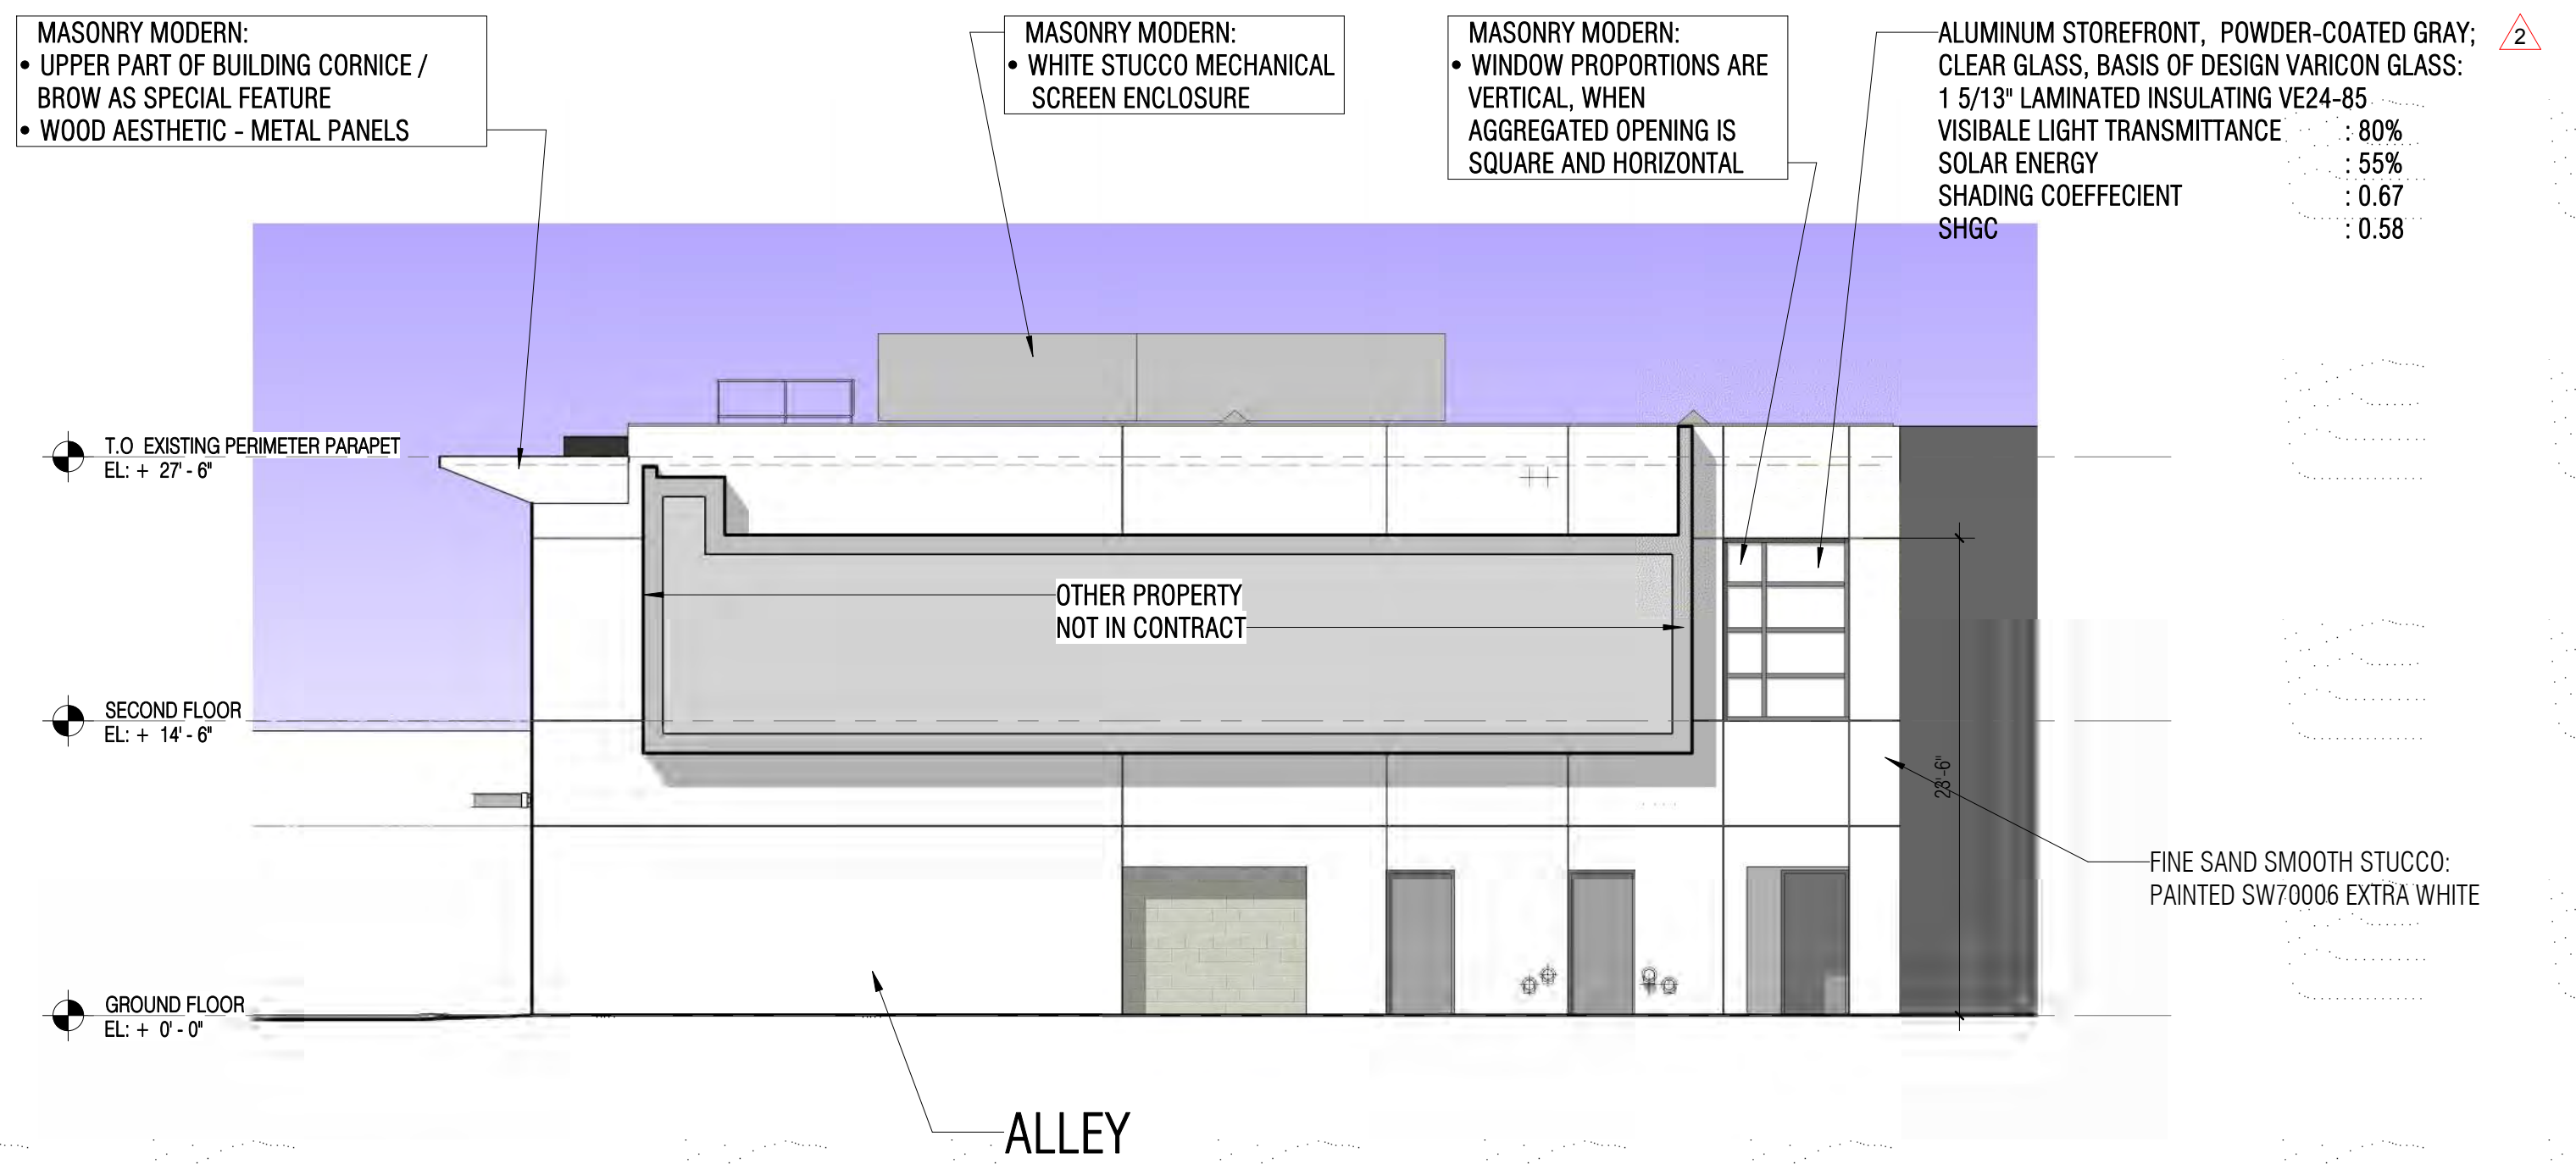 MASONRY MODERN:
• UPPER PART OF BUILDING CORNICE /
BROW AS SPECIAL FEATURE
• WOOD AESTHETIC - METAL PANELS
MASONRY MODERN:
• WHITE STUCCO MECHANICAL
SCREEN ENCLOSURE
MASONRY MODERN:
• WINDOW PROPORTIONS ARE
VERTICAL, WHEN
AGGREGATED OPENING IS
SQUARE AND HORIZONTAL
ALUMINUM STOREFRONT, POWDER-COATED GRAY;
CLEAR GLASS, BASIS OF DESIGN VARICON GLASS:
1 5/13" LAMINATED INSULATING VE24-85
VISIBALE LIGHT TRANSMITTANCE : 80%
SOLAR ENERGY : 55%
SHADING COEFFECIENT : 0.67
SHGC : 0.58
2
T.O EXISTING PERIMETER PARAPET
EL: + 27' - 6"
OTHER PROPERTY
NOT IN CONTRACT
SECOND FLOOR
EL: + 14' - 6"
23'-6"
FINE SAND SMOOTH STUCCO:
PAINTED SW70006 EXTRA WHITE
GROUND FLOOR
EL: + 0' - 0"
ALLEY